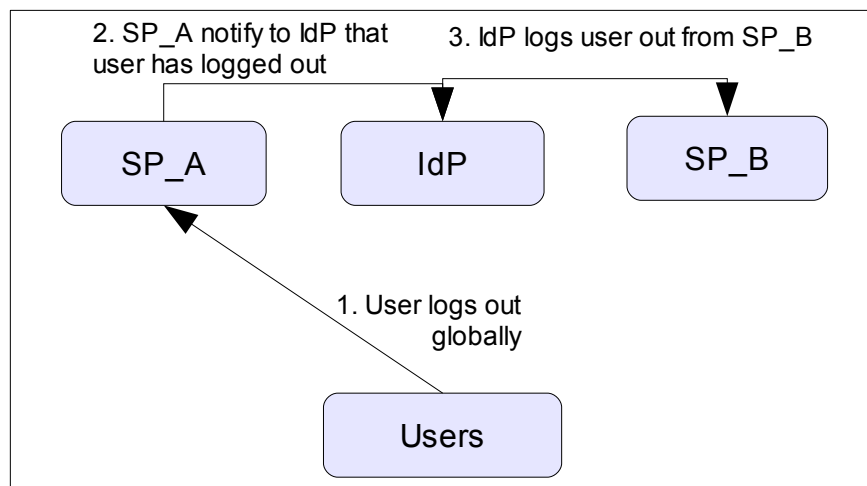 2. SP_A notify to IdP that
user has logged out
3. IdP logs user out from SP_B
SP_A
IdP
SP_B
1. User logs out
globally
Users